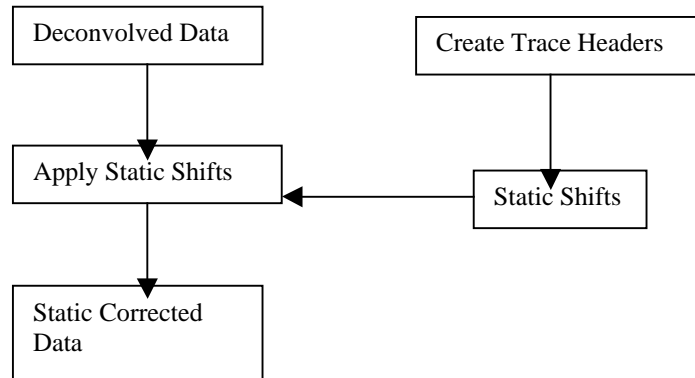 Deconvolved Data
Create Trace Headers
Apply Static Shifts
Static Shifts
Static Corrected
Data